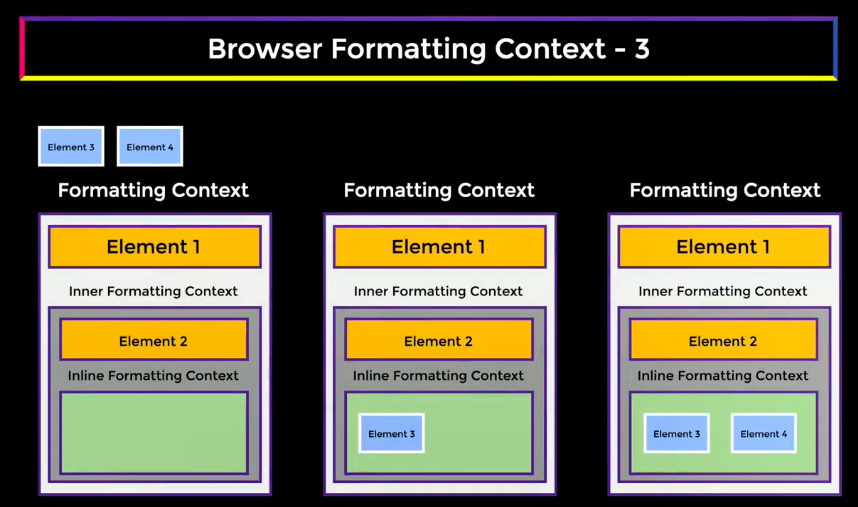 Browser Formatting Context - 3
Element 3
Element 4
Formatting Context
Element 1
Inner Formatting Context
Element 2
Inline Formatting Context
Formatting Context
Element 1
Inner Formatting Context
Element 2
Inline Formatting Context
Element 3
Formatting Context
Element 1
Inner Formatting Context
Element 2
Inline Formatting Context
Element 3
Element 4